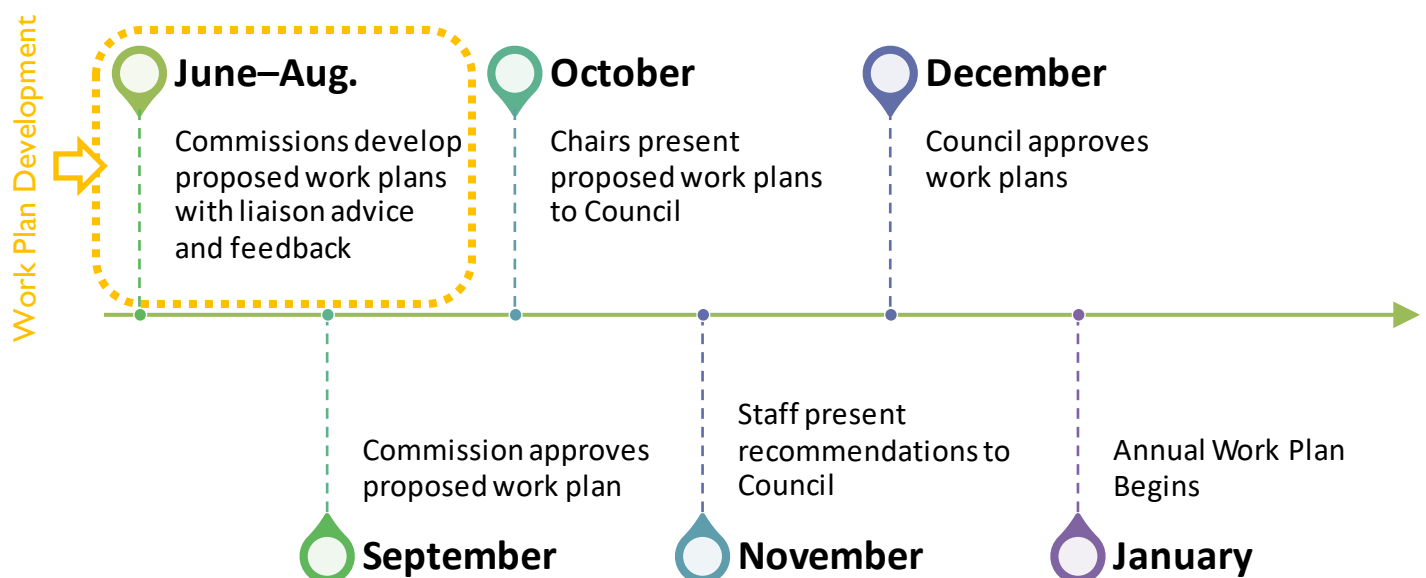 Work Plan Development
June–Aug.
Commissions develop
proposed work plans
with liaison advice
and feedback
October
Chairs present
proposed work plans
to Council
December
Council approves
work plans
Commission approves
proposed work plan
September
Staff present
recommendations to
Council
November
Annual Work Plan
Begins
January